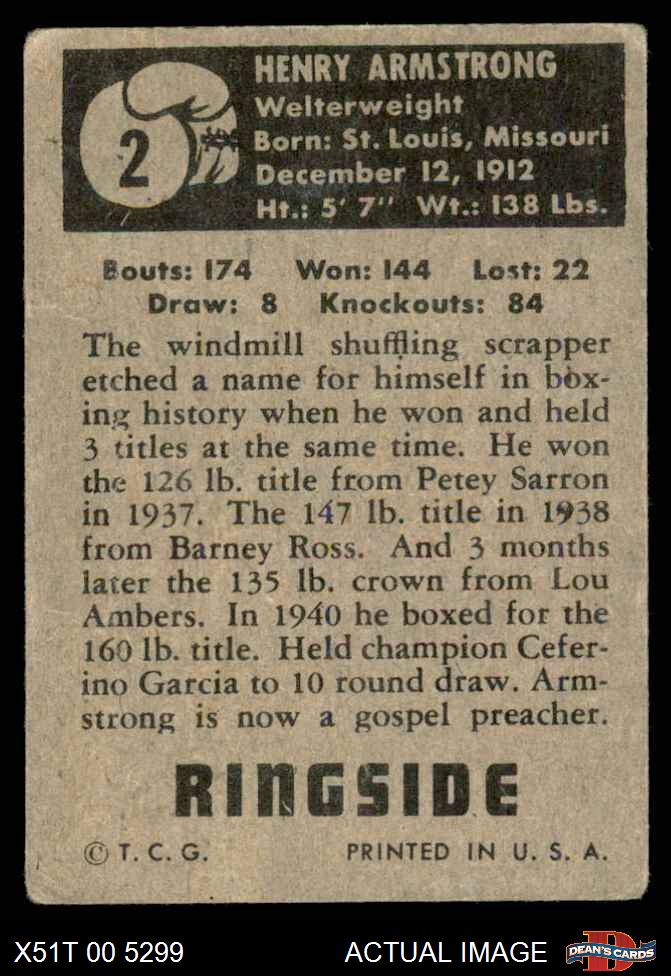 2
HENRY ARMSTRONG
Welterweight
Born: St. Louis, Missouri
December 12, 1912
Ht.: 5' 7" Wt.: 138 Lbs.
Bouts: 174 Won: 144 Lost: 22
Draw: 8 Knockouts: 84
The windmill shuffling scrapper
etched a name for himself in box-
ing history when he won and held
3 titles at the same time. He won
the 126 lb. title from Petey Sarron
in 1937. The 147 lb. title in 1938
from Barney Ross. And 3 months
later the 135 lb. crown from Lou
Ambers. In 1940 he boxed for the
160 lb. title. Held champion Cefer-
ino Garcia to 10 round draw. Arm-
strong is now a gospel preacher.
RINGSIDE
© T. C. G. PRINTED IN U. S. A.
X51T 00 5299 ACTUAL IMAGE D DEAN'S CARDS